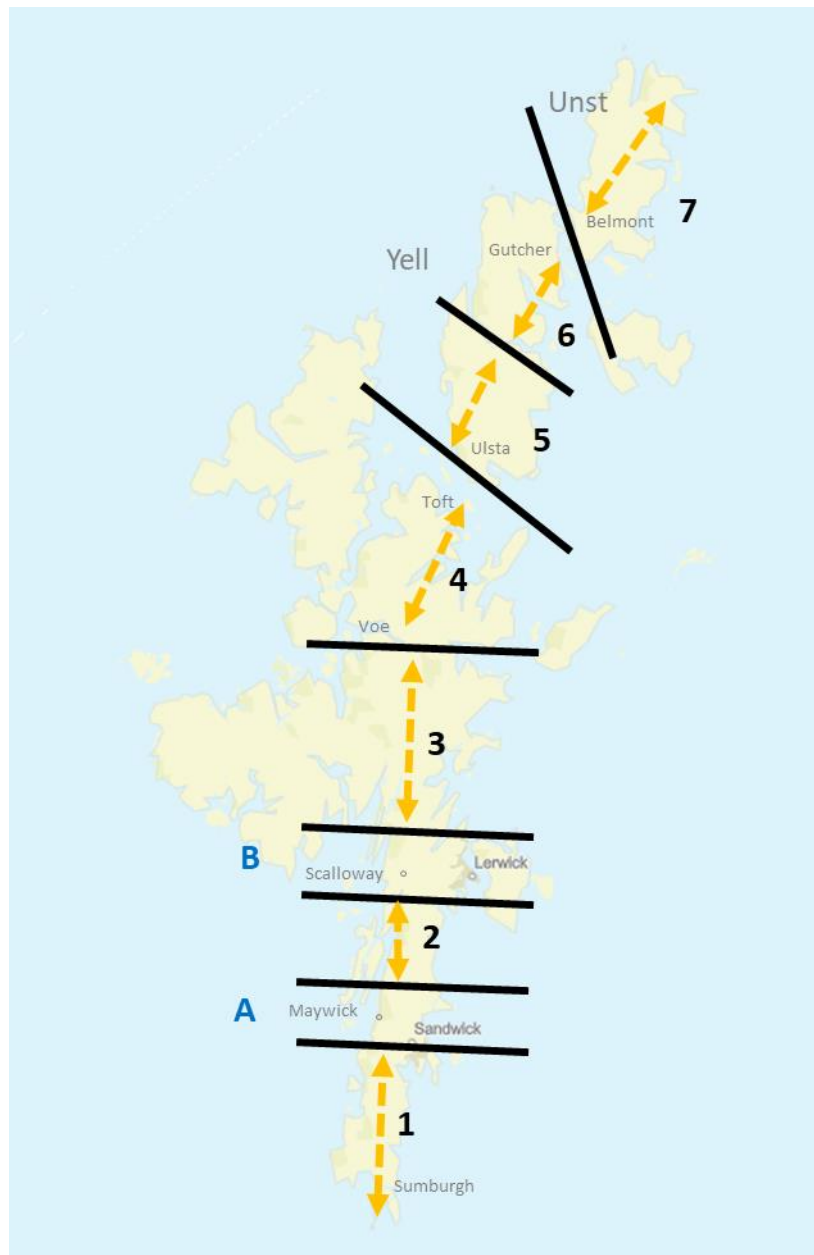 Unst
7
Belmont
Gutcher
Yell
6
5
Ulsta
Toft
4
Voe
3
B
Scalloway
Lerwick
2
A
Maywick
Sandwick
1
Sumburgh